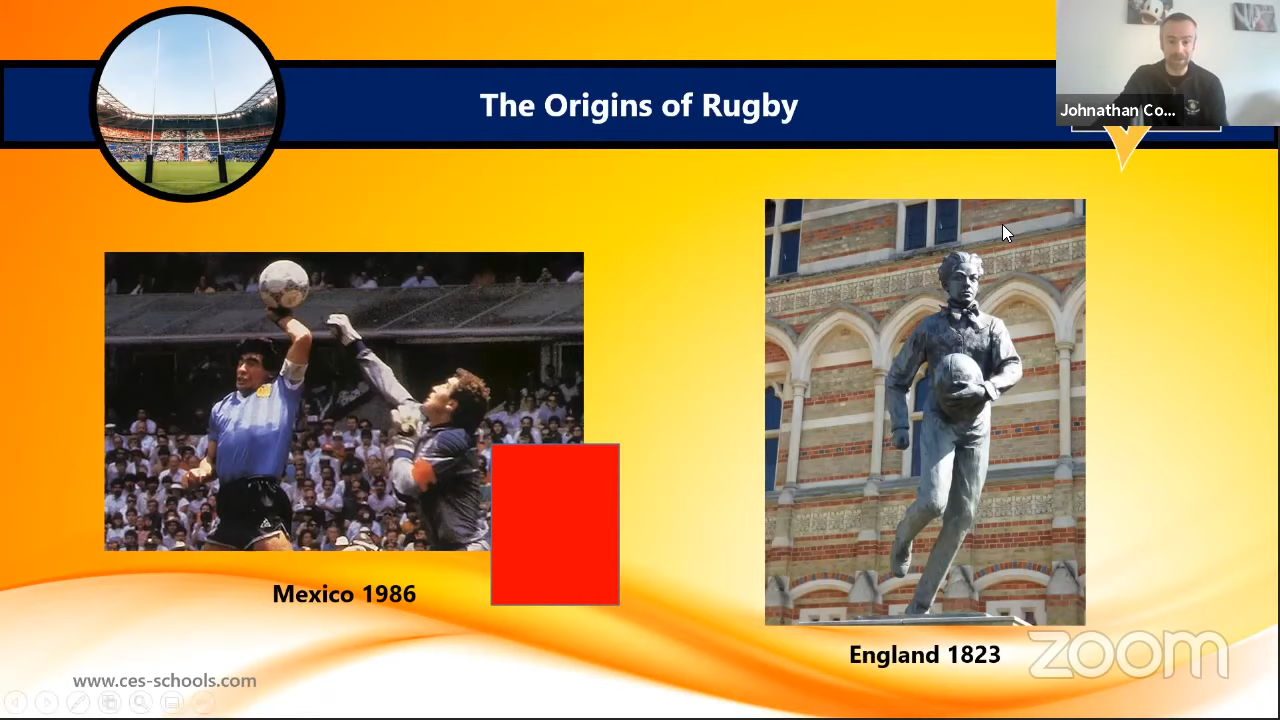 The Origins of Rugby
Johnathan Co...
Mexico 1986
England 1823
www.ces-schools.com
zoom